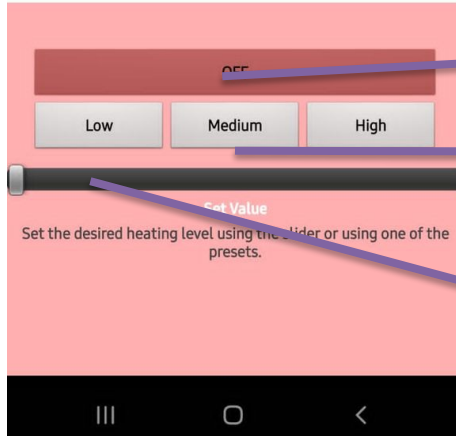 OFF
Low Medium High
Set Value
Set the desired heating level using the slider or using one of the
presets.